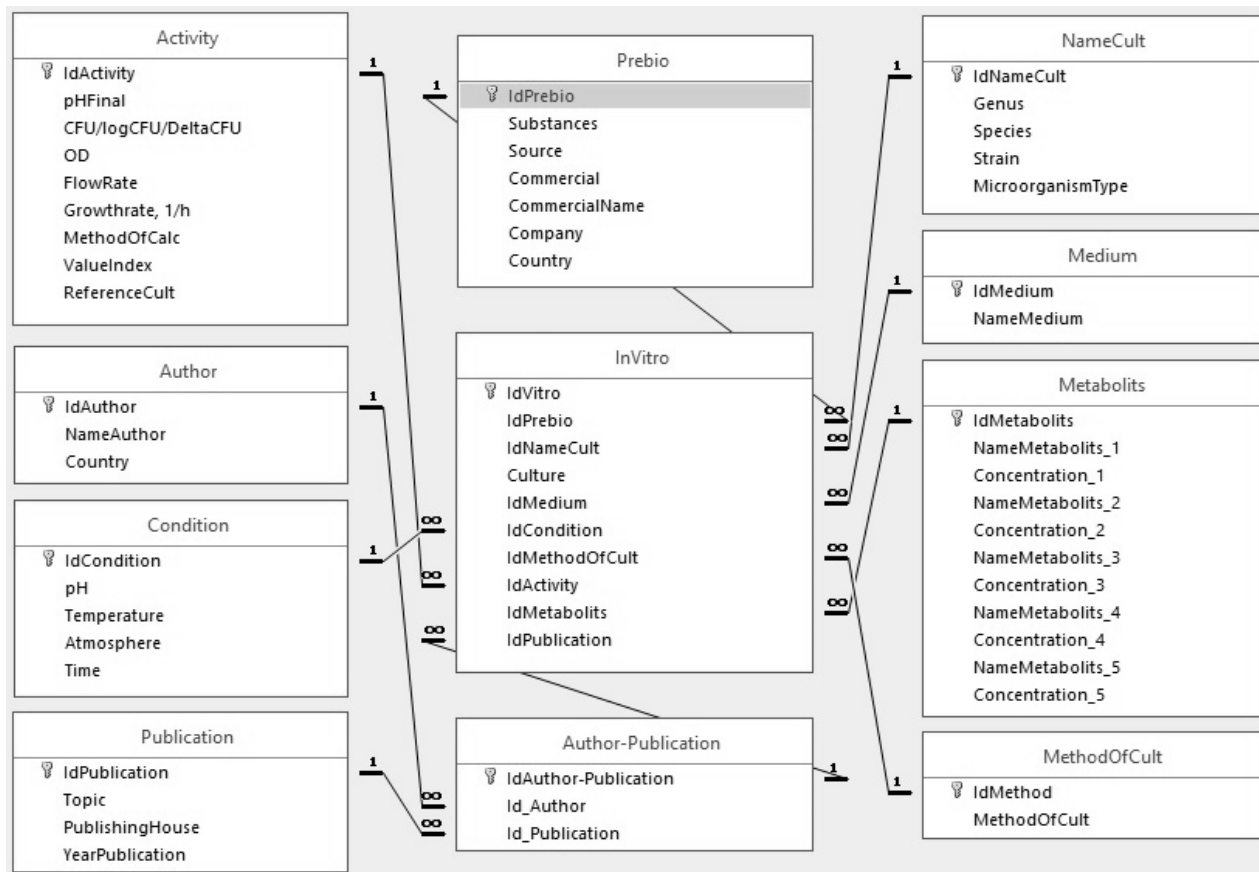 Activity
IdActivity
pHFinal
CFU/logCFU/DeltaCFU
OD
FlowRate
Growthrate, 1/h
MethodOfCalc
ValueIndex
ReferenceCult
Author
IdAuthor
NameAuthor
Country
Condition
IdCondition
pH
Temperature
Atmosphere
Time
Publication
IdPublication
Topic
PublishingHouse
YearPublication
1
1
1
1
∞
∞
∞
∞
∞
1
Prebio
IdPrebio
Substances
Source
Commercial
CommercialName
Company
Country
InVitro
IdVitro
IdPrebio
IdNameCult
Culture
IdMedium
IdCondition
IdMethodOfCult
IdActivity
IdMetabolits
IdPublication
Author-Publication
IdAuthor-Publication
Id_Author
Id_Publication
∞
∞
∞
∞
∞
1
1
1
1
1
NameCult
IdNameCult
Genus
Species
Strain
MicroorganismType
Medium
IdMedium
NameMedium
Metabolits
IdMetabolits
NameMetabolits_1
Concentration_1
NameMetabolits_2
Concentration_2
NameMetabolits_3
Concentration_3
NameMetabolits_4
Concentration_4
NameMetabolits_5
Concentration_5
MethodOfCult
IdMethod
MethodOfCult